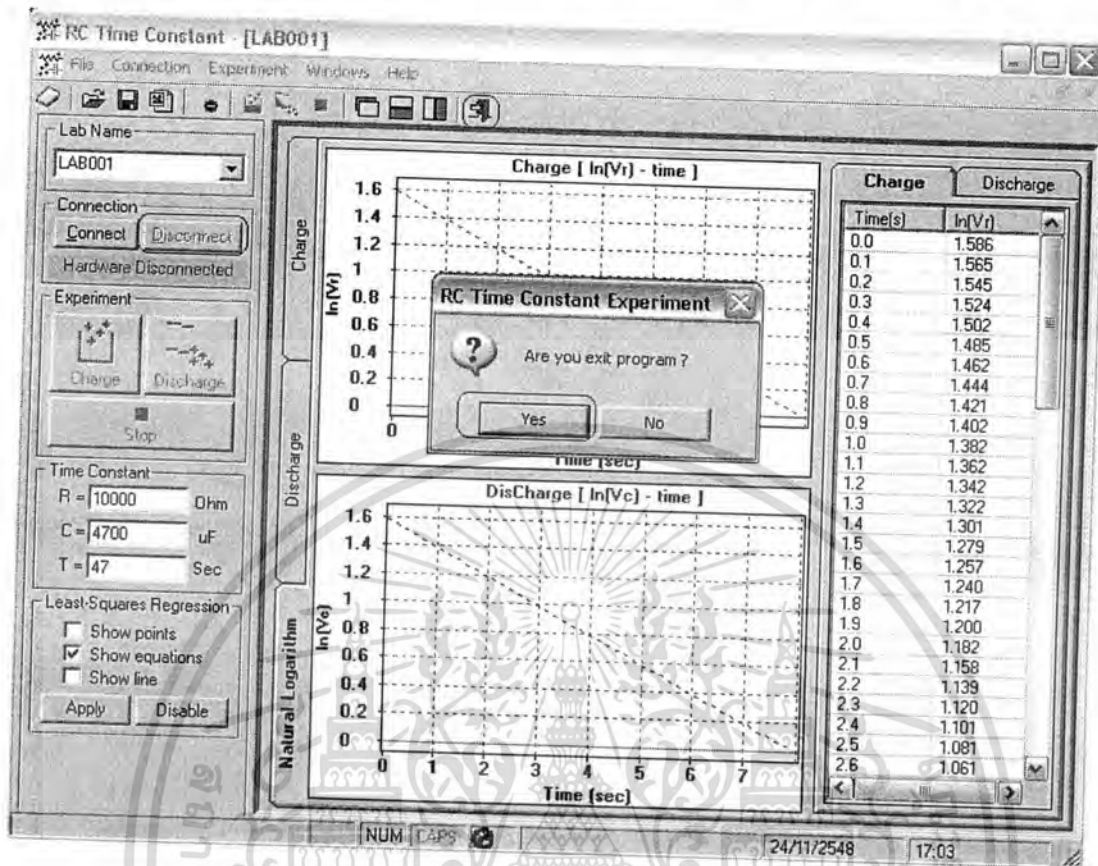 RC Time Constant - [LAB001]
File Connection Experiment Windows Help
Lab Name
LAB001
Connection
Connect Disconnect
Hardware Disconnected
Experiment
Charge Discharge
Stop
Time Constant
R = 10000 Ohm
C = 4700 uF
T = 47 Sec
Least-Squares Regression
Show points
Show equations
Show line
Apply Disable
Charge
Discharge
Natural Logarithm
Charge [ ln(Vr) - time ]
ln(Vr)
1.6
1.4
1.2
1
0.8
0.6
0.4
0.2
0
0
Time (sec)
RC Time Constant Experiment
Are you exit program ?
Yes No
DisCharge [ ln(Vc) - time ]
ln(Vc)
1.6
1.4
1.2
1
0.8
0.6
0.4
0.2
0
0 1 2 3 4 5 6 7
Time (sec)
Charge Discharge
Time(s) ln(Vr)
0.0 1.586
0.1 1.565
0.2 1.545
0.3 1.524
0.4 1.502
0.5 1.485
0.6 1.462
0.7 1.444
0.8 1.421
0.9 1.402
1.0 1.382
1.1 1.362
1.2 1.342
1.3 1.322
1.4 1.301
1.5 1.279
1.6 1.257
1.7 1.240
1.8 1.217
1.9 1.200
2.0 1.182
2.1 1.158
2.2 1.139
2.3 1.120
2.4 1.101
2.5 1.081
2.6 1.061
NUM CAPS 24/11/2548 17:03